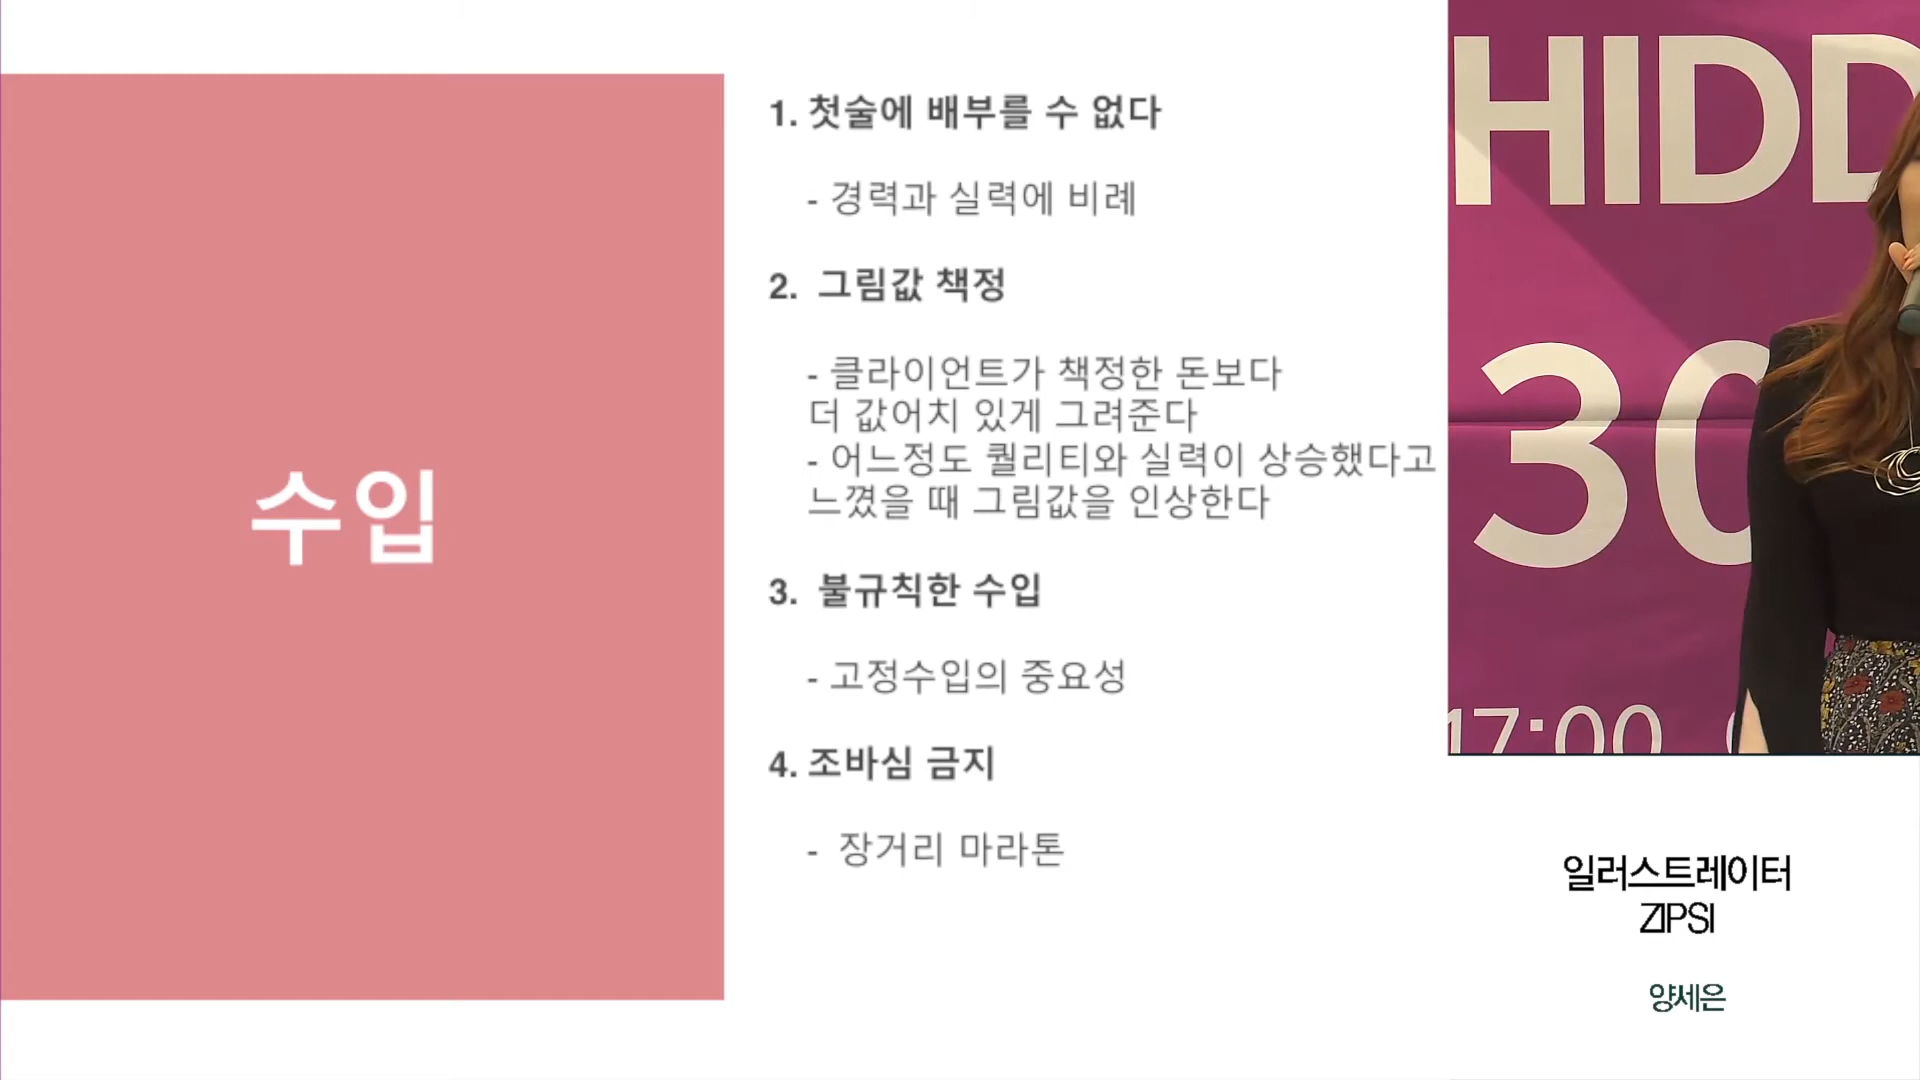 수입
1. 첫술에 배부를 수 없다
- 경력과 실력에 비례
2. 그림값 책정
- 클라이언트가 책정한 돈보다
더 값어치 있게 그려준다
- 어느정도 퀄리티와 실력이 상승했다고
느꼈을 때 그림값을 인상한다
3. 불규칙한 수입
- 고정수입의 중요성
4. 조바심 금지
- 장거리 마라톤
HIDD
30
17:00
일러스트레이터
ZIPSI
양세은